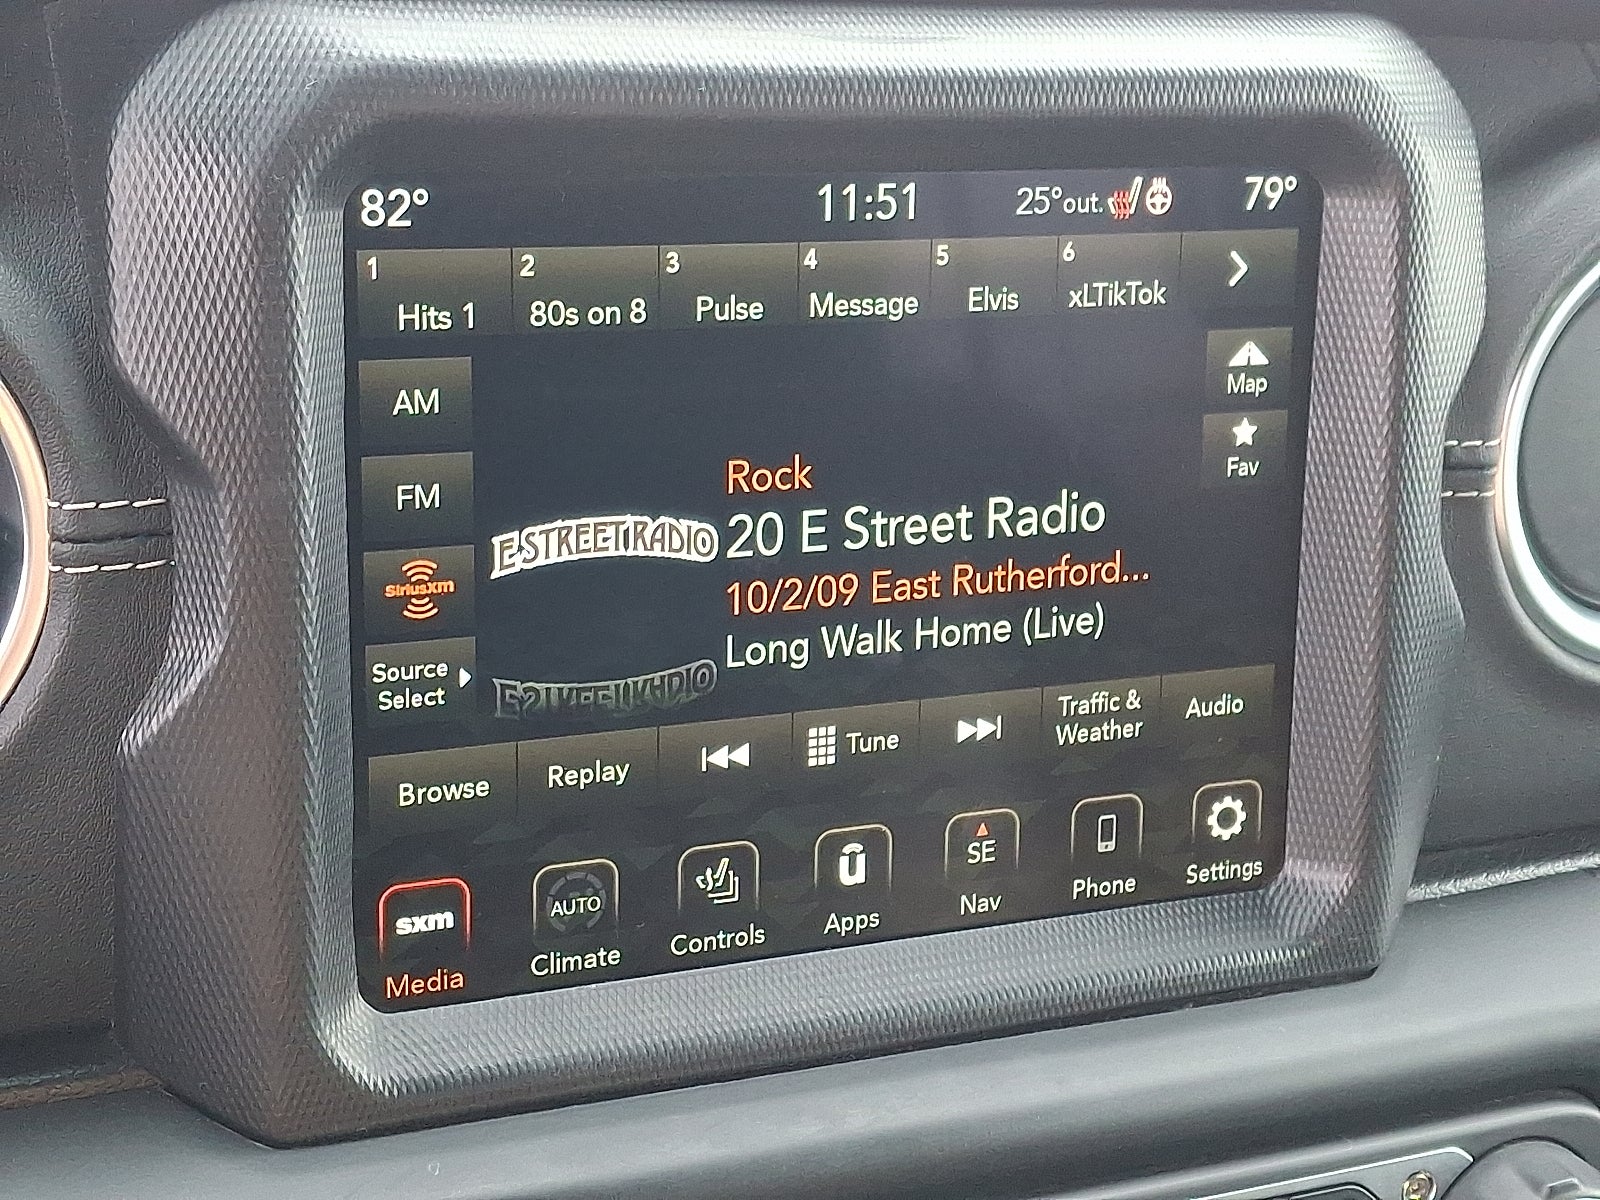 82°
11:51
25°out.
79°
1
Hits 1
2
80s on 8
3
Pulse
4
Message
5
Elvis
6
xLTikTok
AM
Map
Fav
FM
Rock
E STREET RADIO
20 E Street Radio
siriusxm
10/2/09 East Rutherford...
Long Walk Home (Live)
Source
Select
Browse
Replay
Tune
Traffic &
Weather
Audio
sxm
Media
AUTO
Climate
Controls
Apps
SE
Nav
Phone
Settings